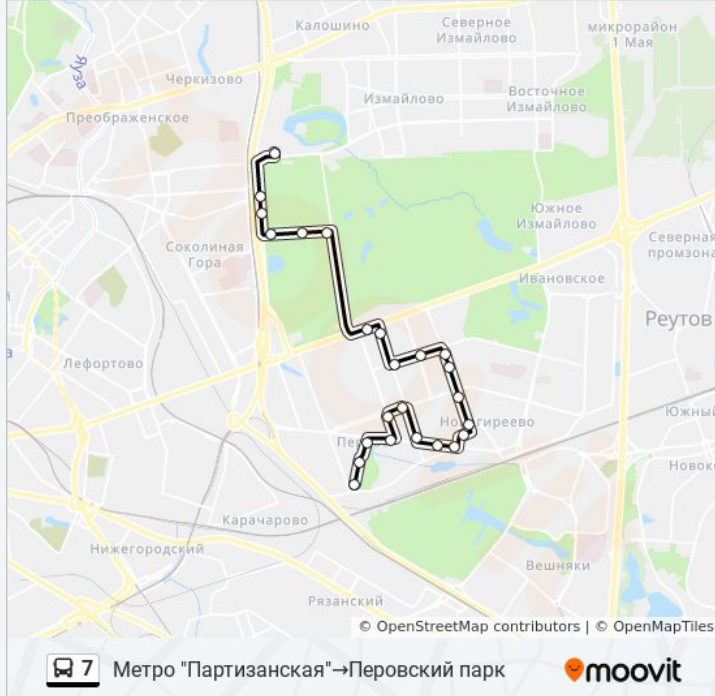 Калошино
Северное
Измайлово
микрорайон
1 Мая
Яуза
Черкизово
Измайлово
Восточное
Измайлово
Преображенское
Южное
Измайлово
Северная
промзона
Соколиная
Гора
Ивановское
Реутов
Лефортово
Новогиреево
Южный
Новоко
Карачарово
Нижегородский
Вешняки
Рязанский
© OpenStreetMap contributors | © OpenMapTiles
7 Метро "Партизанская"→Перовский парк
moovit